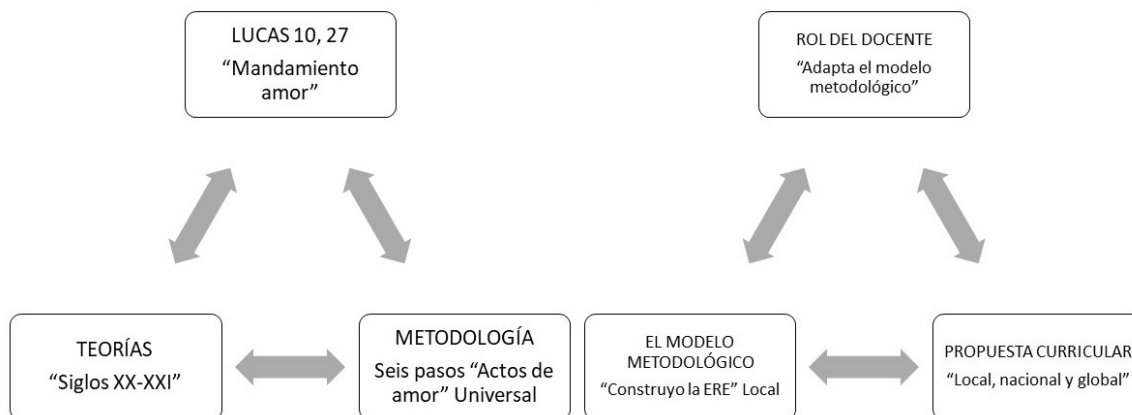 LUCAS 10, 27
“Mandamiento
amor”
ROL DEL DOCENTE
“Adapta el modelo
metodológico”
TEORÍAS
“Siglos XX-XXI”
METODOLOGÍA
Seis pasos “Actos de
amor” Universal
EL MODELO
METODOLÓGICO
“Construyo la ERE” Local
PROPUESTA CURRICULAR
“Local, nacional y global”